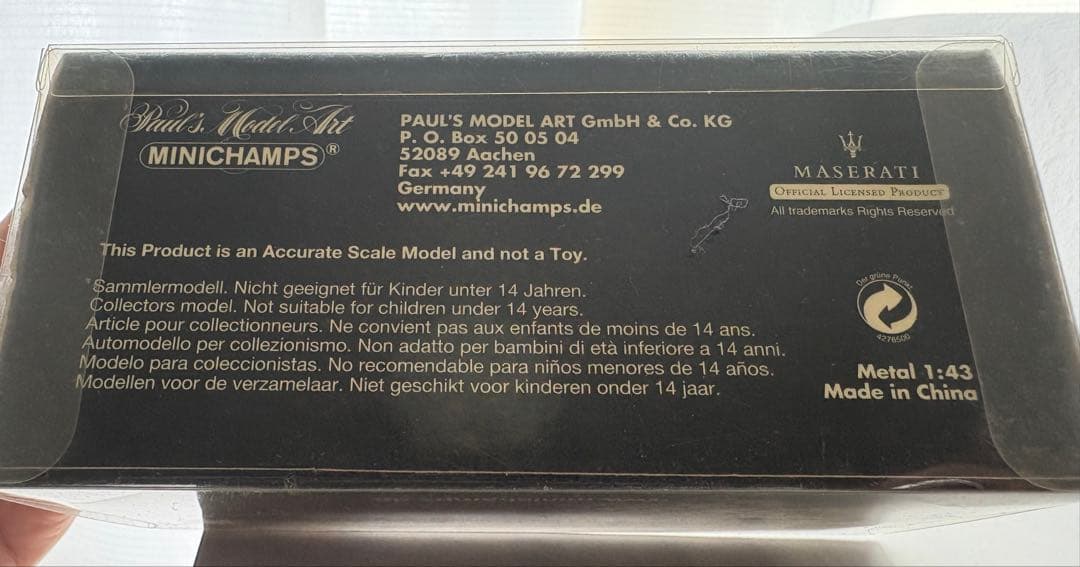 Paul's Model Art
MINICHAMPS®
PAUL'S MODEL ART GmbH & Co. KG
P. O. Box 50 05 04
52089 Aachen
Fax +49 241 96 72 299
Germany
www.minichamps.de
MASERATI
OFFICIAL LICENSED PRODUCT
All trademarks Rights Reserved
This Product is an Accurate Scale Model and not a Toy.
Sammlermodell. Nicht geeignet für Kinder unter 14 Jahren.
Collectors model. Not suitable for children under 14 years.
Article pour collectionneurs. Ne convient pas aux enfants de moins de 14 ans.
Automodello per collezionismo. Non adatto per bambini di età inferiore a 14 anni.
Modelo para coleccionistas. No recomendable para niños menores de 14 años.
Modellen voor de verzamelaar. Niet geschikt voor kinderen onder 14 jaar.
Der grüne Punkt
4276500
Metal 1:43
Made in China